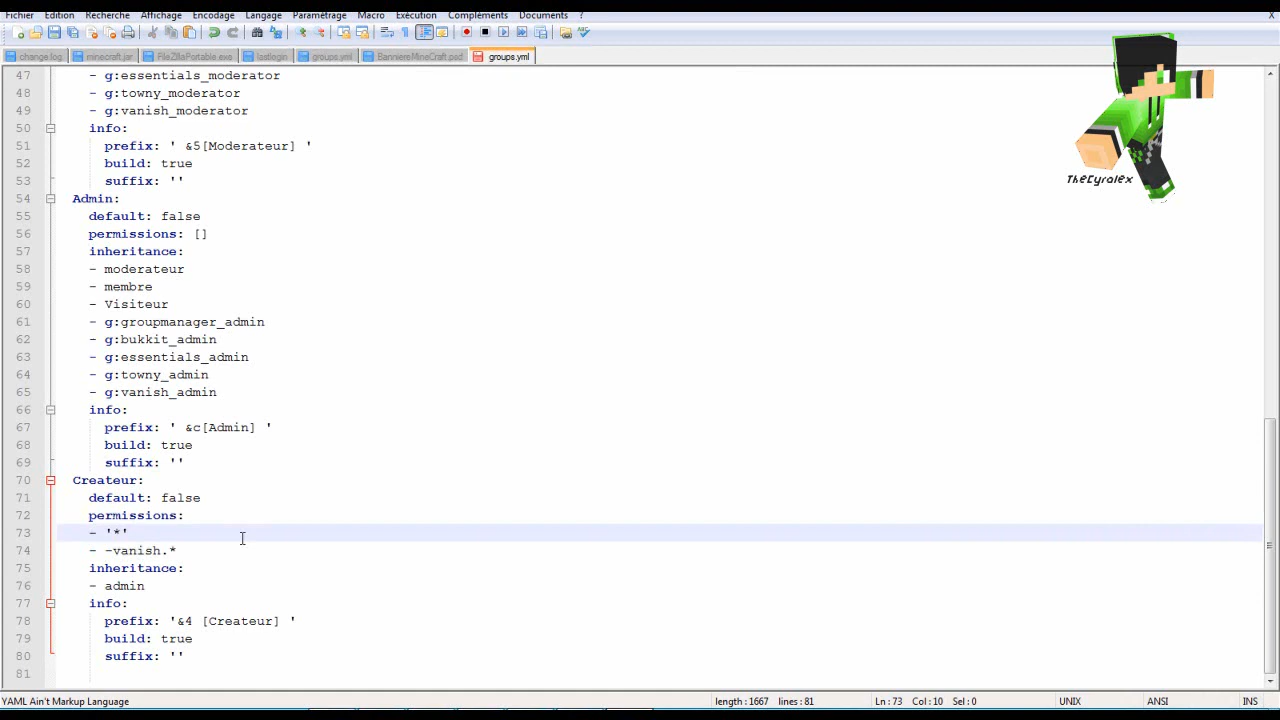 Fichier Edition Recherche Affichage Encodage Langage Paramétrage Macro Exécution Compléments Documents ? X
change.log minecraft.jar FileZillaPortable.exe lastlogin groups.yml BanniereMineCraft.psd groups.yml
47 - g:essentials_moderator
48 - g:towny_moderator
49 - g:vanish_moderator
50 info:
51 prefix: ' &5[Moderateur] '
52 build: true
53 suffix: ''
54 Admin:
55 default: false
56 permissions: []
57 inheritance:
58 - moderateur
59 - membre
60 - Visiteur
61 - g:groupmanager_admin
62 - g:bukkit_admin
63 - g:essentials_admin
64 - g:towny_admin
65 - g:vanish_admin
66 info:
67 prefix: ' &c[Admin] '
68 build: true
69 suffix: ''
70 Createur:
71 default: false
72 permissions:
73 - '*'
74 - -vanish.*
75 inheritance:
76 - admin
77 info:
78 prefix: '&4 [Createur] '
79 build: true
80 suffix: ''
81
TheCyralex
YAML Ain't Markup Language length : 1667 lines : 81 Ln : 73 Col : 10 Sel : 0 UNIX ANSI INS